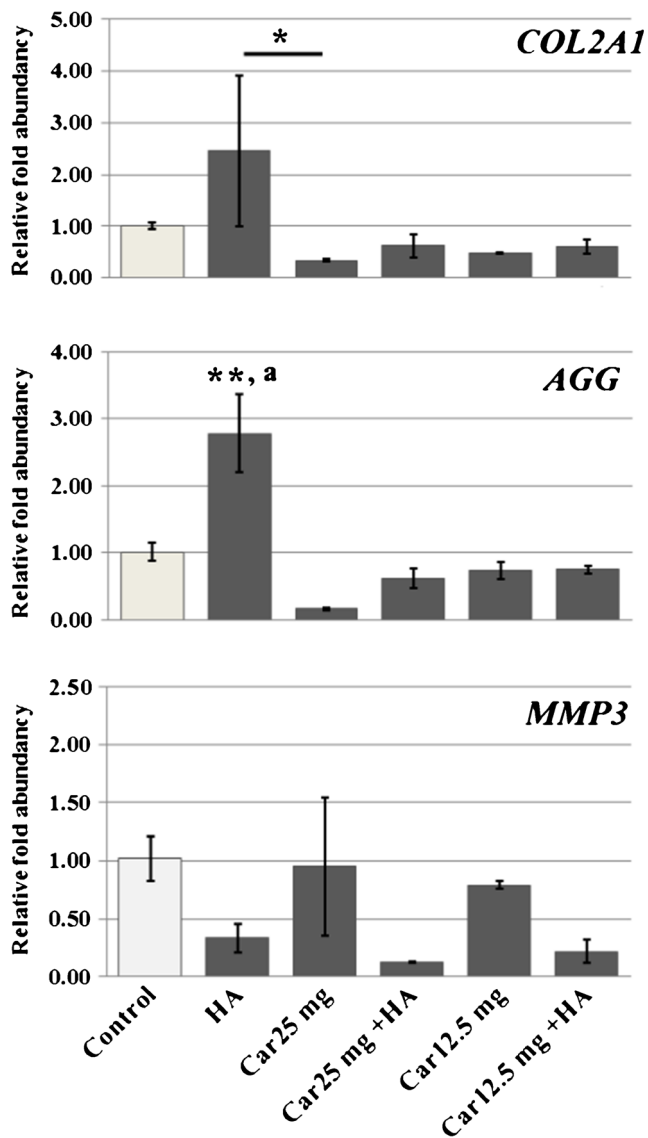 Relative fold abundancy
5.00
4.00
3.00
2.00
1.00
0.00
*
COL2A1
Relative fold abundancy
4.00
3.00
2.00
1.00
0.00
**, a
AGG
Relative fold abundancy
2.50
2.00
1.50
1.00
0.50
0.00
MMP3
Control
HA
Car25 mg
Car25 mg +HA
Car12.5 mg
Car12.5 mg +HA